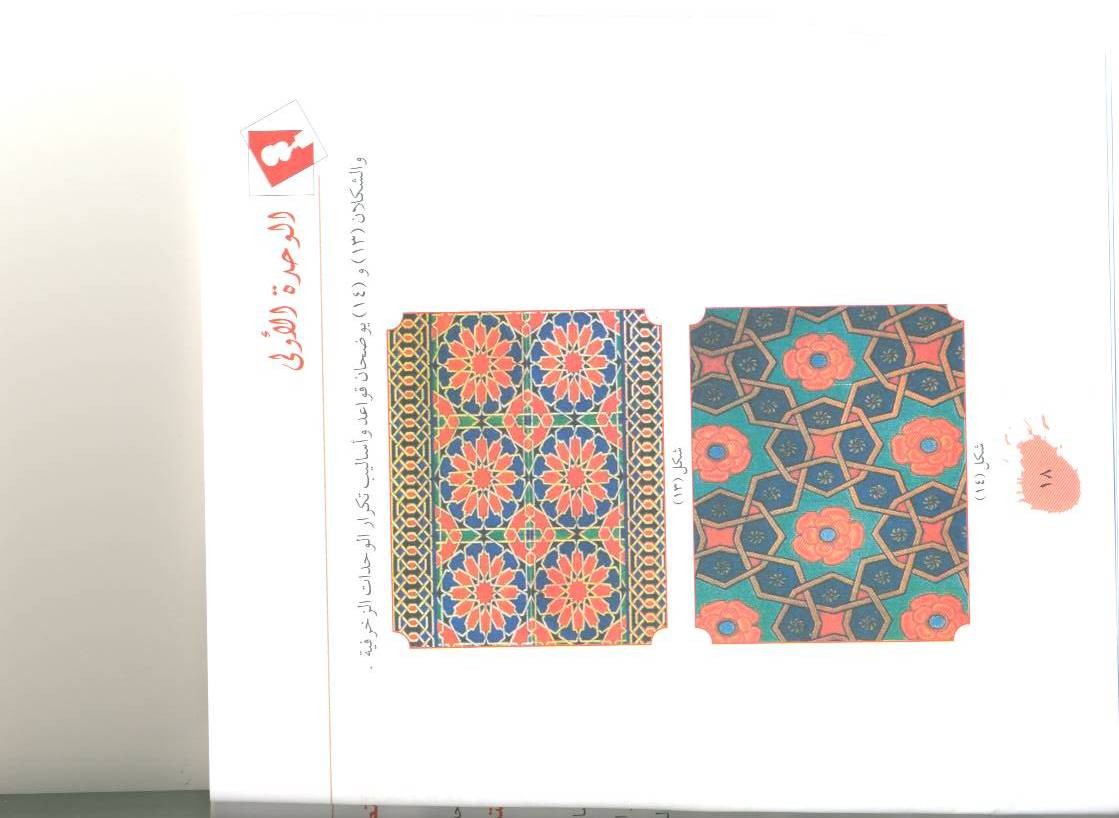 الوحدة الأولى
والشكلان (١٣) و (١٤) يوضحان قواعد وأساليب تكرار الوحدات الزخرفية .
شكل (١٣)
شكل (١٤)
١٨